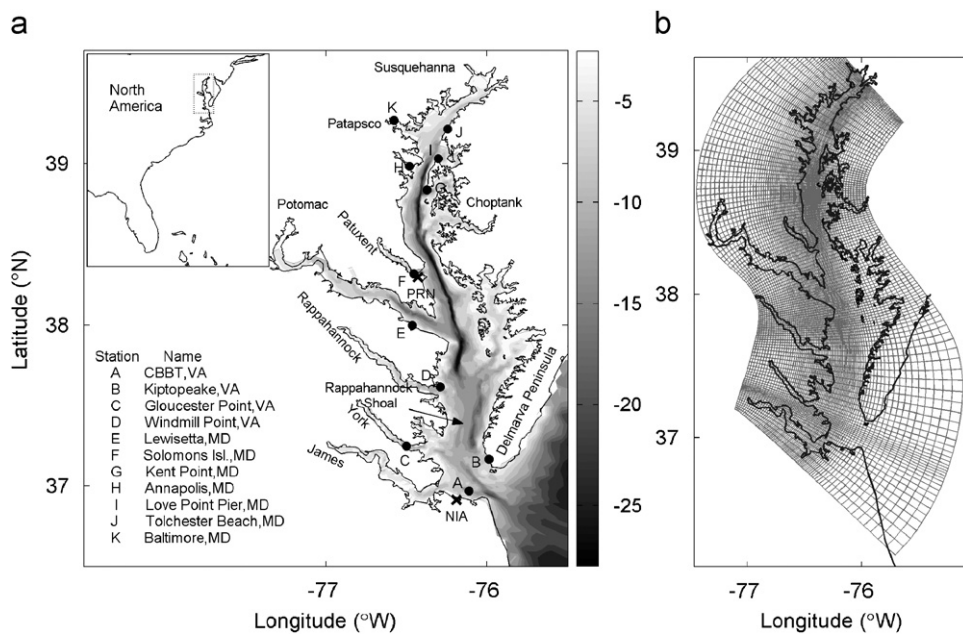 a
b
North
America
Susquehanna
K
Patapsco
J
I
H
G
Choptank
Potomac
Patuxent
F
PRN
E
Rappahannock
D
Rappahannock
Shoal
York
Delmarva Peninsula
James
C
B
A
NIA
Station Name
A CBBT,VA
B Kiptopeake,VA
C Gloucester Point,VA
D Windmill Point,VA
E Lewisetta,MD
F Solomons Isl.,MD
G Kent Point,MD
H Annapolis,MD
I Love Point Pier,MD
J Tolchester Beach,MD
K Baltimore,MD
39
38
37
Latitude (°N)
-77 -76
Longitude (°W)
-5
-10
-15
-20
-25
39
38
37
-77 -76
Longitude (°W)